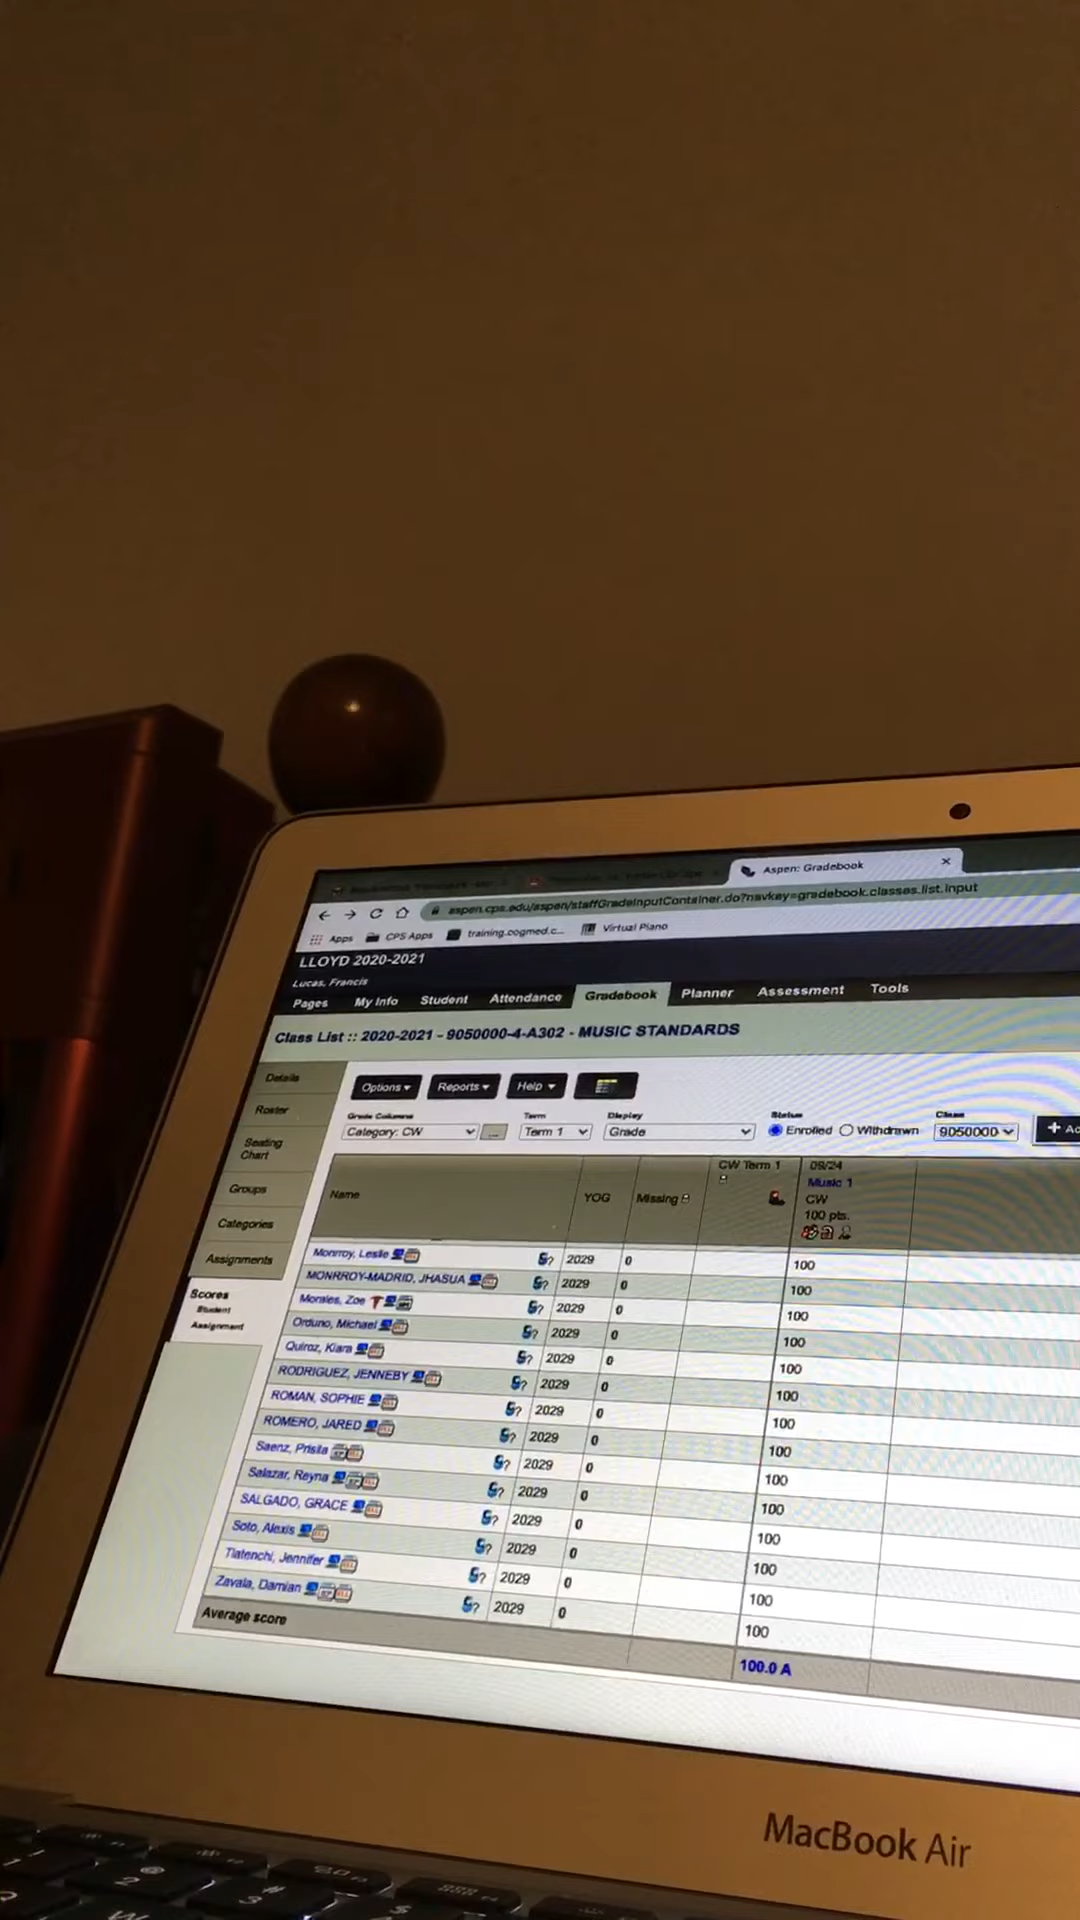 Aspen: Gradebook
aspen.cps.edu/aspen/staffGradeInputContainer.do?navkey=gradebook.classes.list.input
Apps CPS Apps training.cogmed.c... Virtual Piano
LLOYD 2020-2021
Lucas, Francis
Pages My Info Student Attendance Gradebook Planner Assessment Tools
Class List :: 2020-2021 - 9050000-4-A302 - MUSIC STANDARDS
Details
Roster
Seating Chart
Groups
Categories
Assignments
Scores
Student
Assignment
Options Reports Help
Grade Columns Term Display Status Class
Category: CW ... Term 1 Grade Enrolled Withdrawn 9050000 + Ad
Name YOG Missing CW Term 1 09/24
Music 1
CW
100 pts.
Monrroy, Leslie 2029 0 100
MONRROY-MADRID, JHASUA 2029 0 100
Morales, Zoe 2029 0 100
Orduno, Michael 2029 0 100
Quiroz, Kiara 2029 0 100
RODRIGUEZ, JENNEBY 2029 0 100
ROMAN, SOPHIE 2029 0 100
ROMERO, JARED 2029 0 100
Saenz, Prisila 2029 0 100
Salazar, Reyna 2029 0 100
SALGADO, GRACE 2029 0 100
Soto, Alexis 2029 0 100
Tlatenchi, Jennifer 2029 0 100
Zavala, Damian 2029 0 100
Average score 100.0 A
MacBook Air
2
3
W